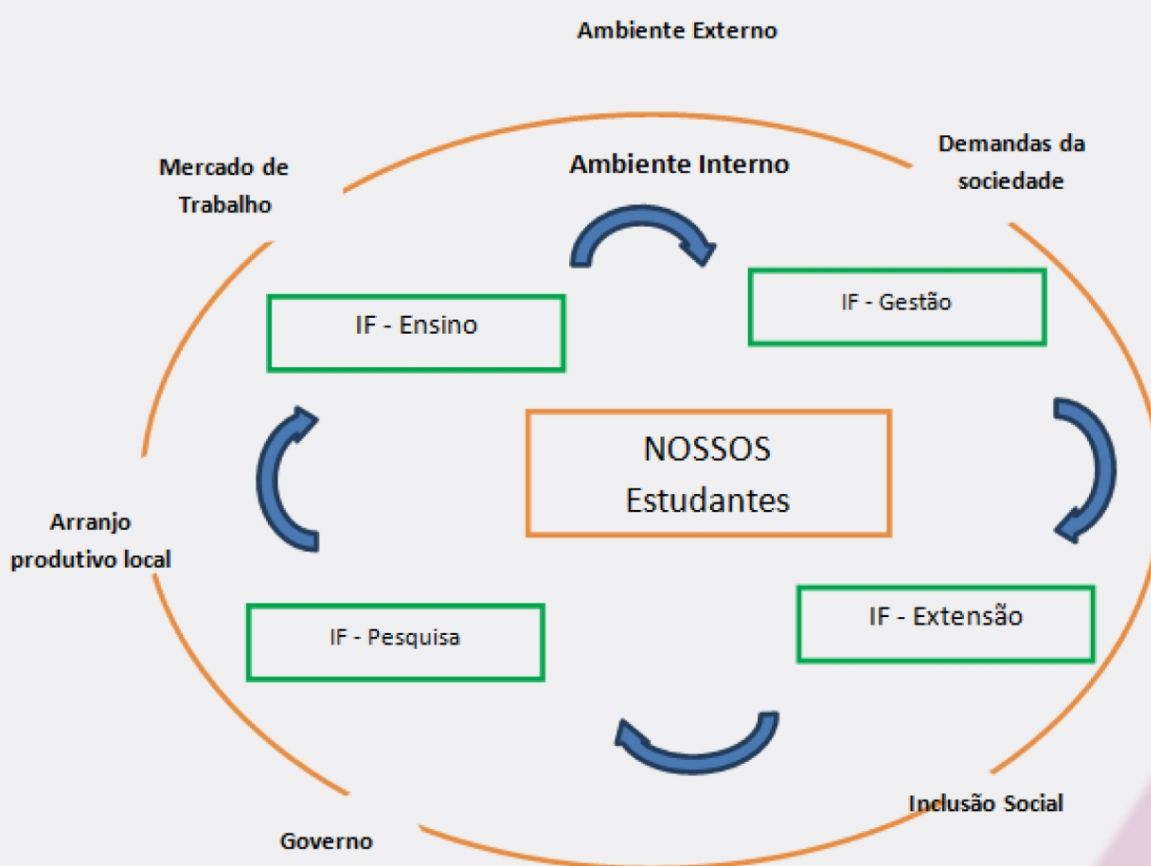 Ambiente Externo
Mercado de
Trabalho
Ambiente Interno
Demandas da
sociedade
IF - Ensino
IF - Gestão
NOSSOS
Estudantes
Arranjo
produtivo local
IF - Pesquisa
IF - Extensão
Governo
Inclusão Social